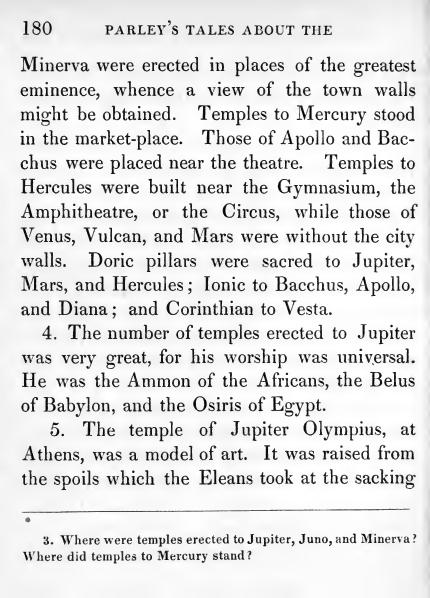 180 PARLEY'S TALES ABOUT THE
Minerva were erected in places of the greatest
eminence, whence a view of the town walls
might be obtained. Temples to Mercury stood
in the market-place. Those of Apollo and Bac-
chus were placed near the theatre. Temples to
Hercules were built near the Gymnasium, the
Amphitheatre, or the Circus, while those of
Venus, Vulcan, and Mars were without the city
walls. Doric pillars were sacred to Jupiter,
Mars, and Hercules; Ionic to Bacchus, Apollo,
and Diana; and Corinthian to Vesta.
4. The number of temples erected to Jupiter
was very great, for his worship was universal.
He was the Ammon of the Africans, the Belus
of Babylon, and the Osiris of Egypt.
5. The temple of Jupiter Olympius, at
Athens, was a model of art. It was raised from
the spoils which the Eleans took at the sacking
3. Where were temples erected to Jupiter, Juno, and Minerva?
Where did temples to Mercury stand?